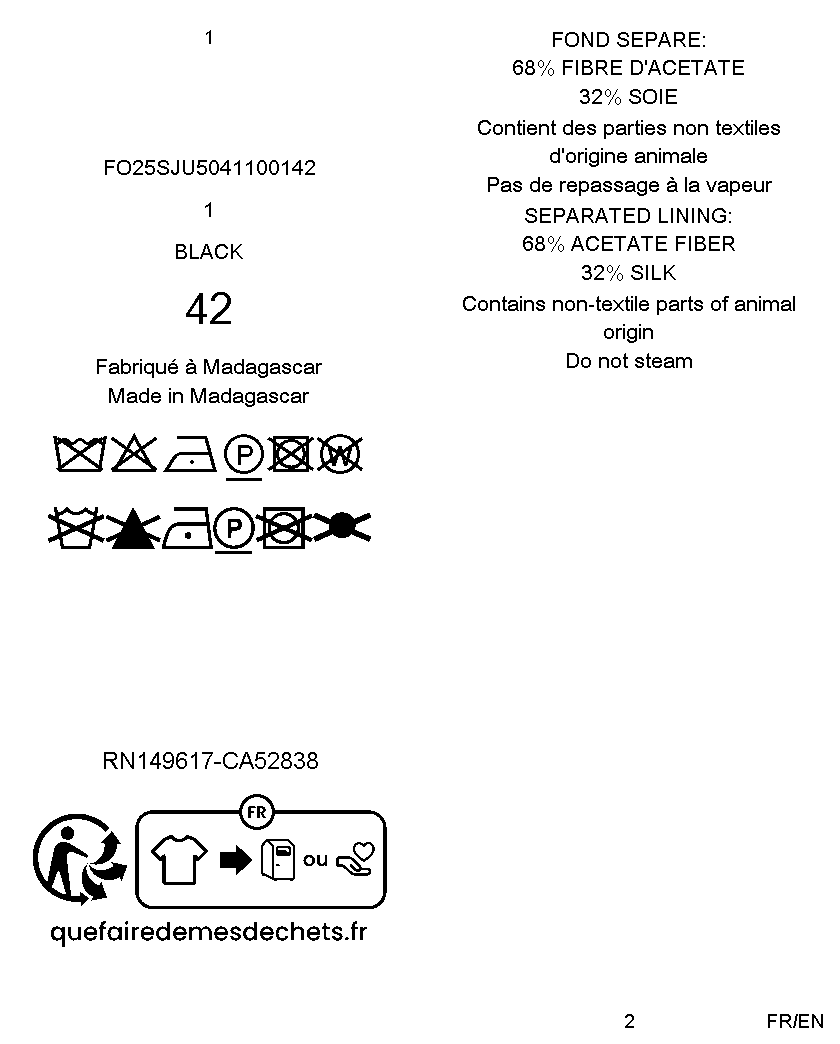 1
FO25SJU5041100142
1
BLACK
42
Fabriqué à Madagascar
Made in Madagascar
P
W
P
RN149617-CA52838
FR
ou
quefairedemesdechets.fr
FOND SEPARE:
68% FIBRE D'ACETATE
32% SOIE
Contient des parties non textiles
d'origine animale
Pas de repassage à la vapeur
SEPARATED LINING:
68% ACETATE FIBER
32% SILK
Contains non-textile parts of animal
origin
Do not steam
2
FR/EN